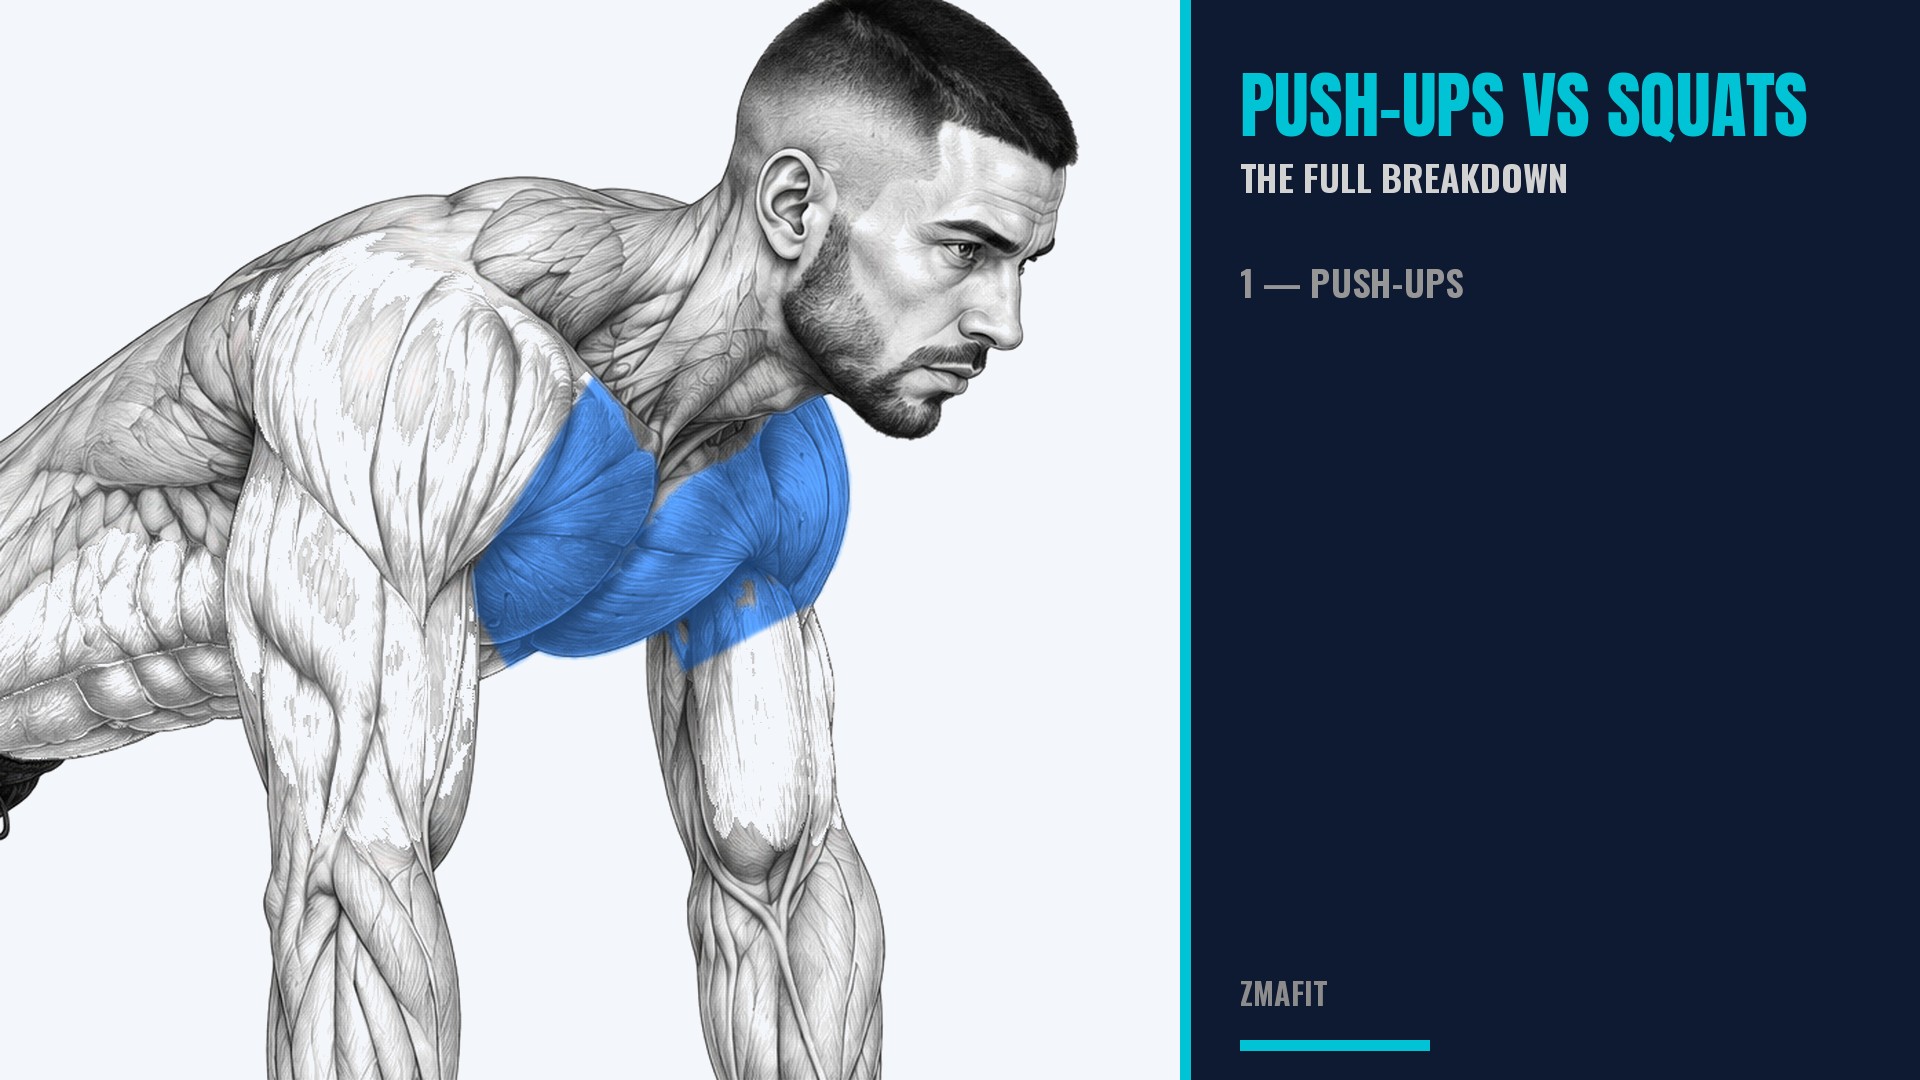 PUSH-UPS VS SQUATS
THE FULL BREAKDOWN
1 — PUSH-UPS
ZMAFIT